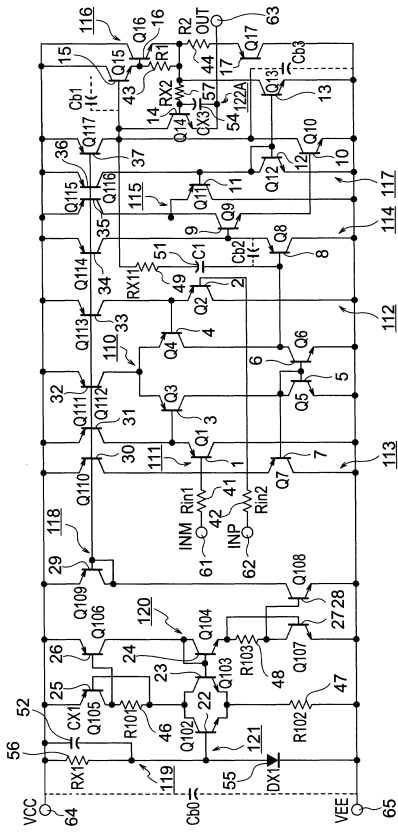 VCC
64
VEE
65
Cb0
RX1
56
CX1
52
119
DX1
55
121
Q105
25
R101
46
Q102
22
Q103
23
R102
47
Q106
26
120
24
Q104
R103
48
Q107
27
28
Q108
Q109
29
118
Q110
30
Q111
31
Q112
32
INM
61
INP
62
Rin1
41
Rin2
42
111
Q1
1
Q7
7
113
110
Q3
3
Q4
4
Q5
5
Q6
6
Q113
33
Q2
2
112
Q114
34
RX11
49
C1
51
Cb2
Q8
8
114
Q115
35
36
Q116
115
Q9
9
Q11
11
Q12
12
Q10
10
117
Q117
37
Cb1
Q14
14
CX3
54
RX2
57
122A
Q13
13
Cb3
116
Q15
15
Q16
16
R1
43
R2
44
OUT
63
Q17
17